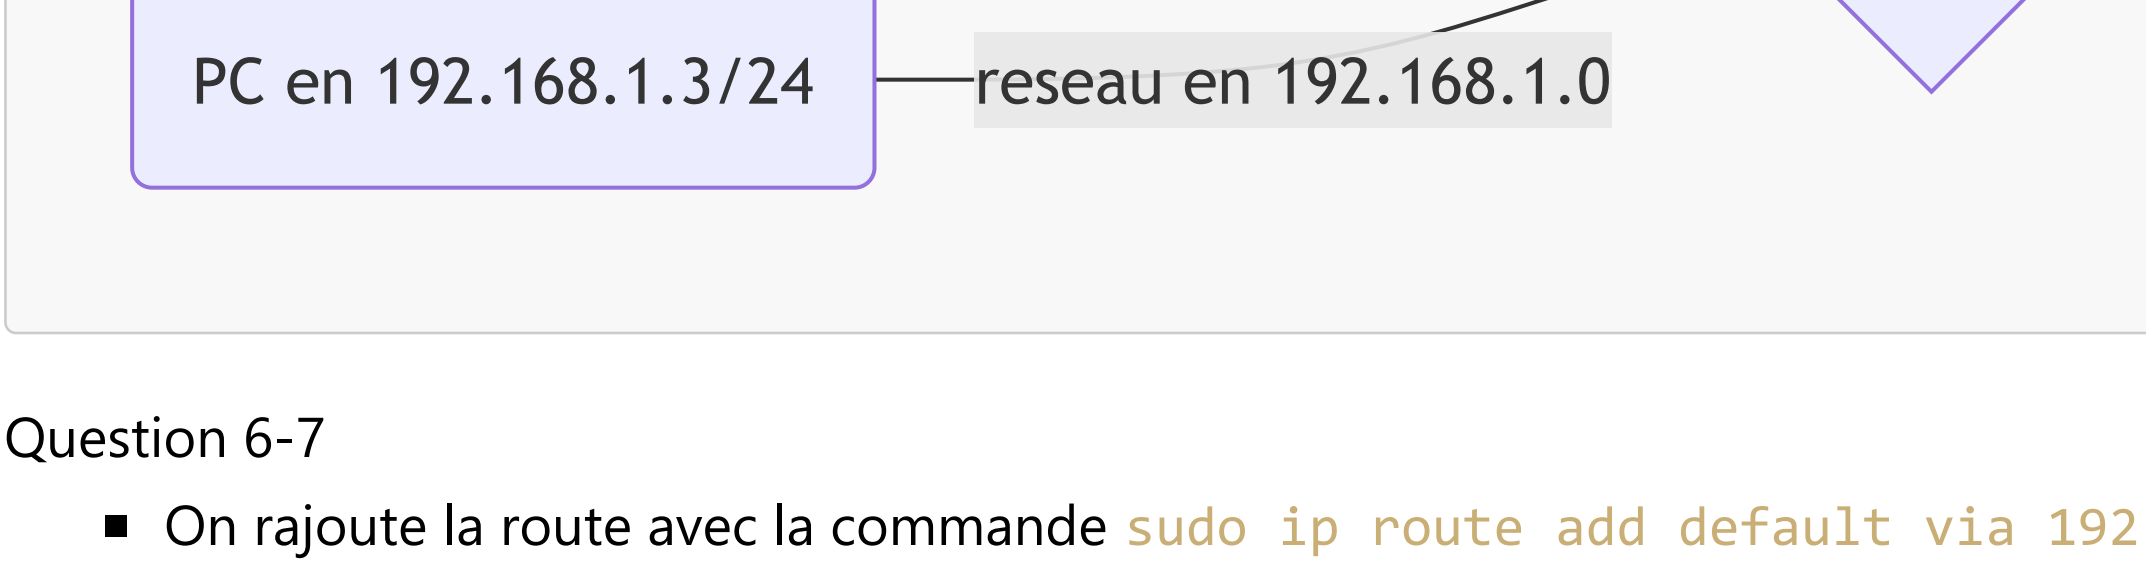 PC en 192.168.1.3/24
reseau en 192.168.1.0
Question 6-7
On rajoute la route avec la commande sudo ip route add default via 192